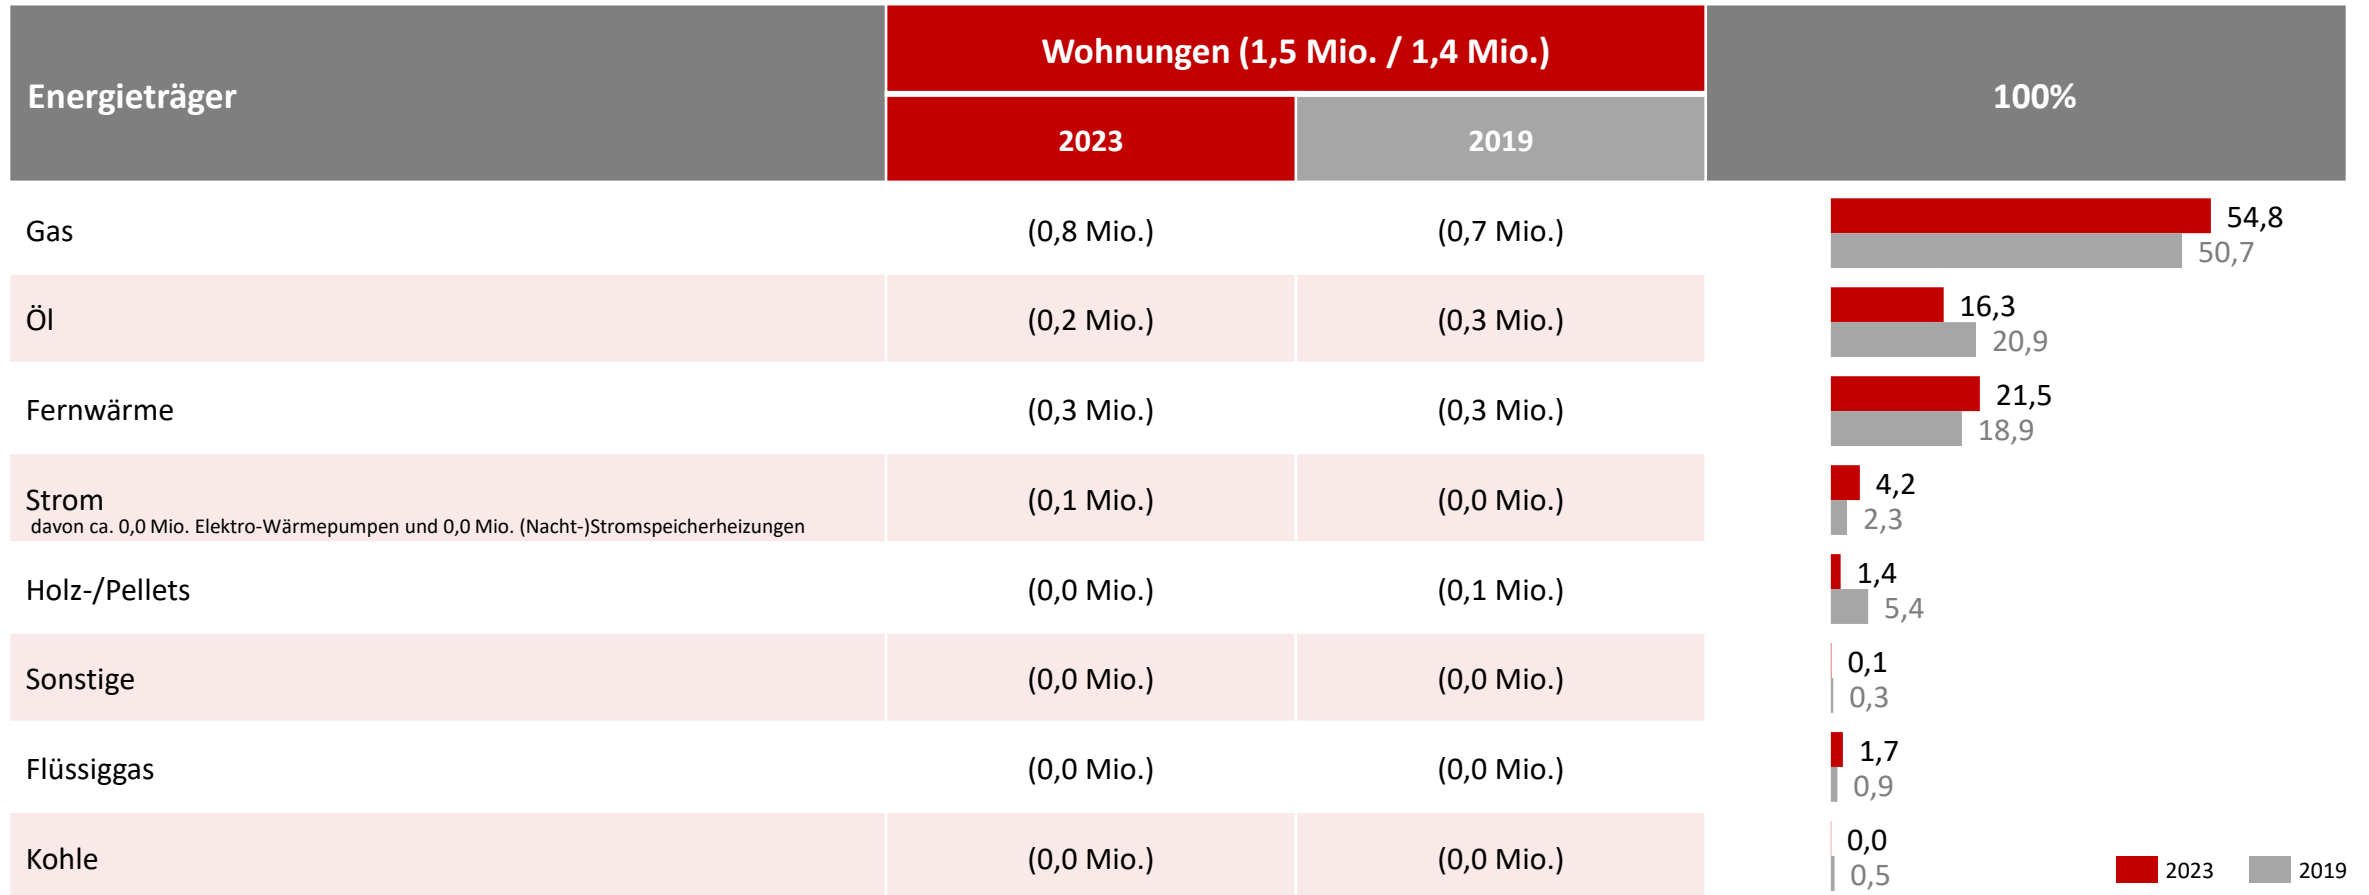 Energieträger
Wohnungen (1,5 Mio. / 1,4 Mio.)
2023
2019
100%
Gas
(0,8 Mio.)
(0,7 Mio.)
54,8
50,7
Öl
(0,2 Mio.)
(0,3 Mio.)
16,3
20,9
Fernwärme
(0,3 Mio.)
(0,3 Mio.)
21,5
18,9
Strom
davon ca. 0,0 Mio. Elektro-Wärmepumpen und 0,0 Mio. (Nacht-)Stromspeicherheizungen
(0,1 Mio.)
(0,0 Mio.)
4,2
2,3
Holz-/Pellets
(0,0 Mio.)
(0,1 Mio.)
1,4
5,4
Sonstige
(0,0 Mio.)
(0,0 Mio.)
0,1
0,3
Flüssiggas
(0,0 Mio.)
(0,0 Mio.)
1,7
0,9
Kohle
(0,0 Mio.)
(0,0 Mio.)
0,0
0,5
2023
2019